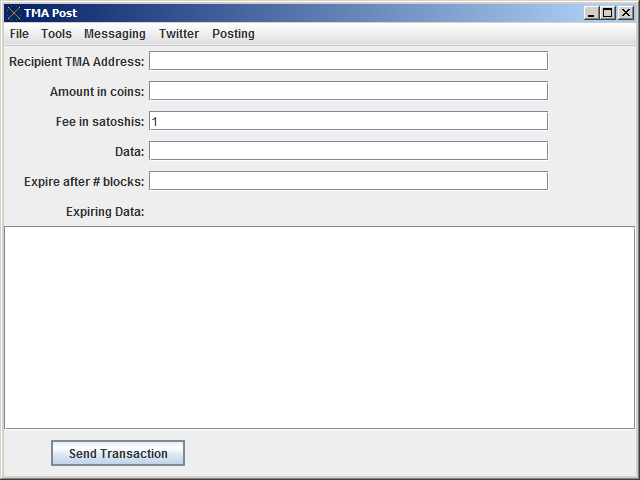 TMA Post
File Tools Messaging Twitter Posting
Recipient TMA Address:
Amount in coins:
Fee in satoshis: 1
Data:
Expire after # blocks:
Expiring Data:
Send Transaction